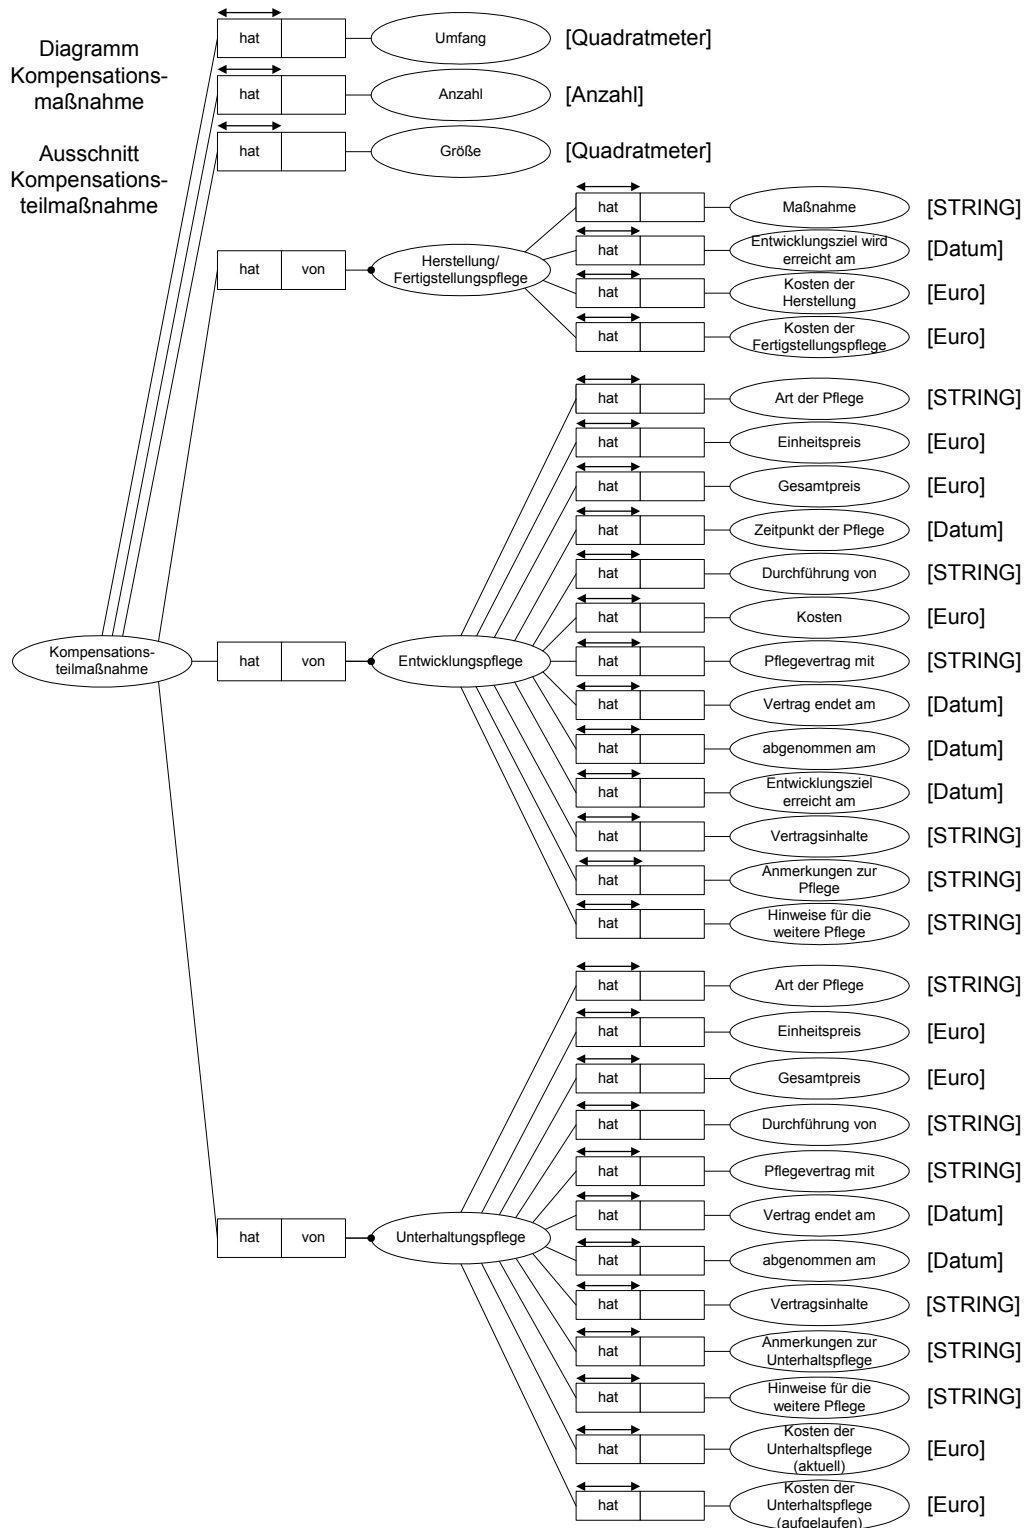 Diagramm
Kompensations-
maßnahme
Ausschnitt
Kompensations-
teilmaßnahme
hat
Umfang
[Quadratmeter]
hat
Anzahl
[Anzahl]
hat
Größe
[Quadratmeter]
hat
von
Herstellung/
Fertigstellungspflege
hat
Maßnahme
[STRING]
hat
Entwicklungsziel wird
erreicht am
[Datum]
hat
Kosten der
Herstellung
[Euro]
hat
Kosten der
Fertigstellungspflege
[Euro]
Kompensations-
teilmaßnahme
hat
von
Entwicklungspflege
hat
Art der Pflege
[STRING]
hat
Einheitspreis
[Euro]
hat
Gesamtpreis
[Euro]
hat
Zeitpunkt der Pflege
[Datum]
hat
Durchführung von
[STRING]
hat
Kosten
[Euro]
hat
Pflegevertrag mit
[STRING]
hat
Vertrag endet am
[Datum]
hat
abgenommen am
[Datum]
hat
Entwicklungsziel
erreicht am
[Datum]
hat
Vertragsinhalte
[STRING]
hat
Anmerkungen zur
Pflege
[STRING]
hat
Hinweise für die
weitere Pflege
[STRING]
hat
von
Unterhaltungspflege
hat
Art der Pflege
[STRING]
hat
Einheitspreis
[Euro]
hat
Gesamtpreis
[Euro]
hat
Durchführung von
[STRING]
hat
Pflegevertrag mit
[STRING]
hat
Vertrag endet am
[Datum]
hat
abgenommen am
[Datum]
hat
Vertragsinhalte
[STRING]
hat
Anmerkungen zur
Unterhaltspflege
[STRING]
hat
Hinweise für die
weitere Pflege
[STRING]
hat
Kosten der
Unterhaltspflege
(aktuell)
[Euro]
hat
Kosten der
Unterhaltspflege
(aufgelaufen)
[Euro]